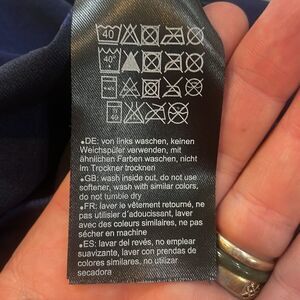 40
40°
•DE: von links waschen, keinen
Weichspüler verwenden, mit
ähnlichen Farben waschen, nicht
im Trockner trocknen
•GB: wash inside out, do not use
softener, wash with similar colors,
do not tumble dry
•FR: laver le vêtement retourné, ne
pas utilisier d'adoucissant, laver
avec des couleurs similaires, ne pas
sécher en machine
•ES: lavar del revés, no emplear
suavizante, lavar con prendas de
colores similares, no utilizar
secadora